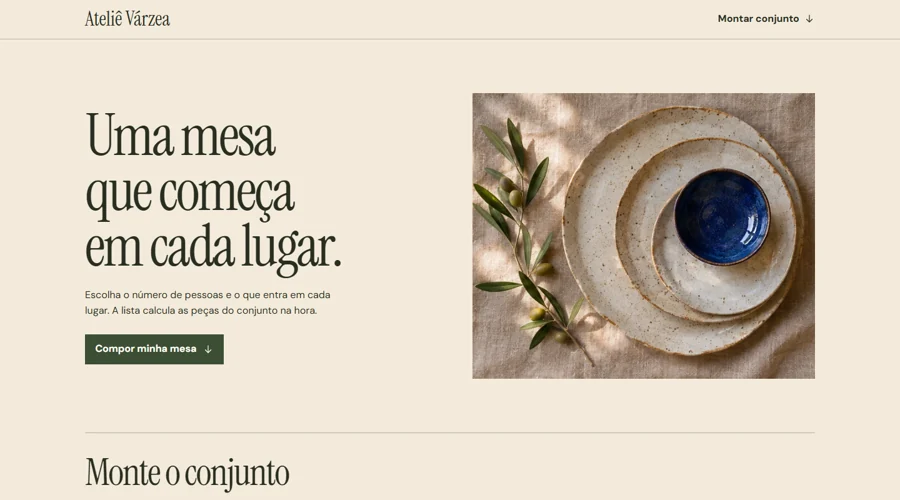 Ateliê Várzea
Montar conjunto ↓
Uma mesa
que começa
em cada lugar.
Escolha o número de pessoas e o que entra em cada
lugar. A lista calcula as peças do conjunto na hora.
Compor minha mesa ↓
Monte o conjunto